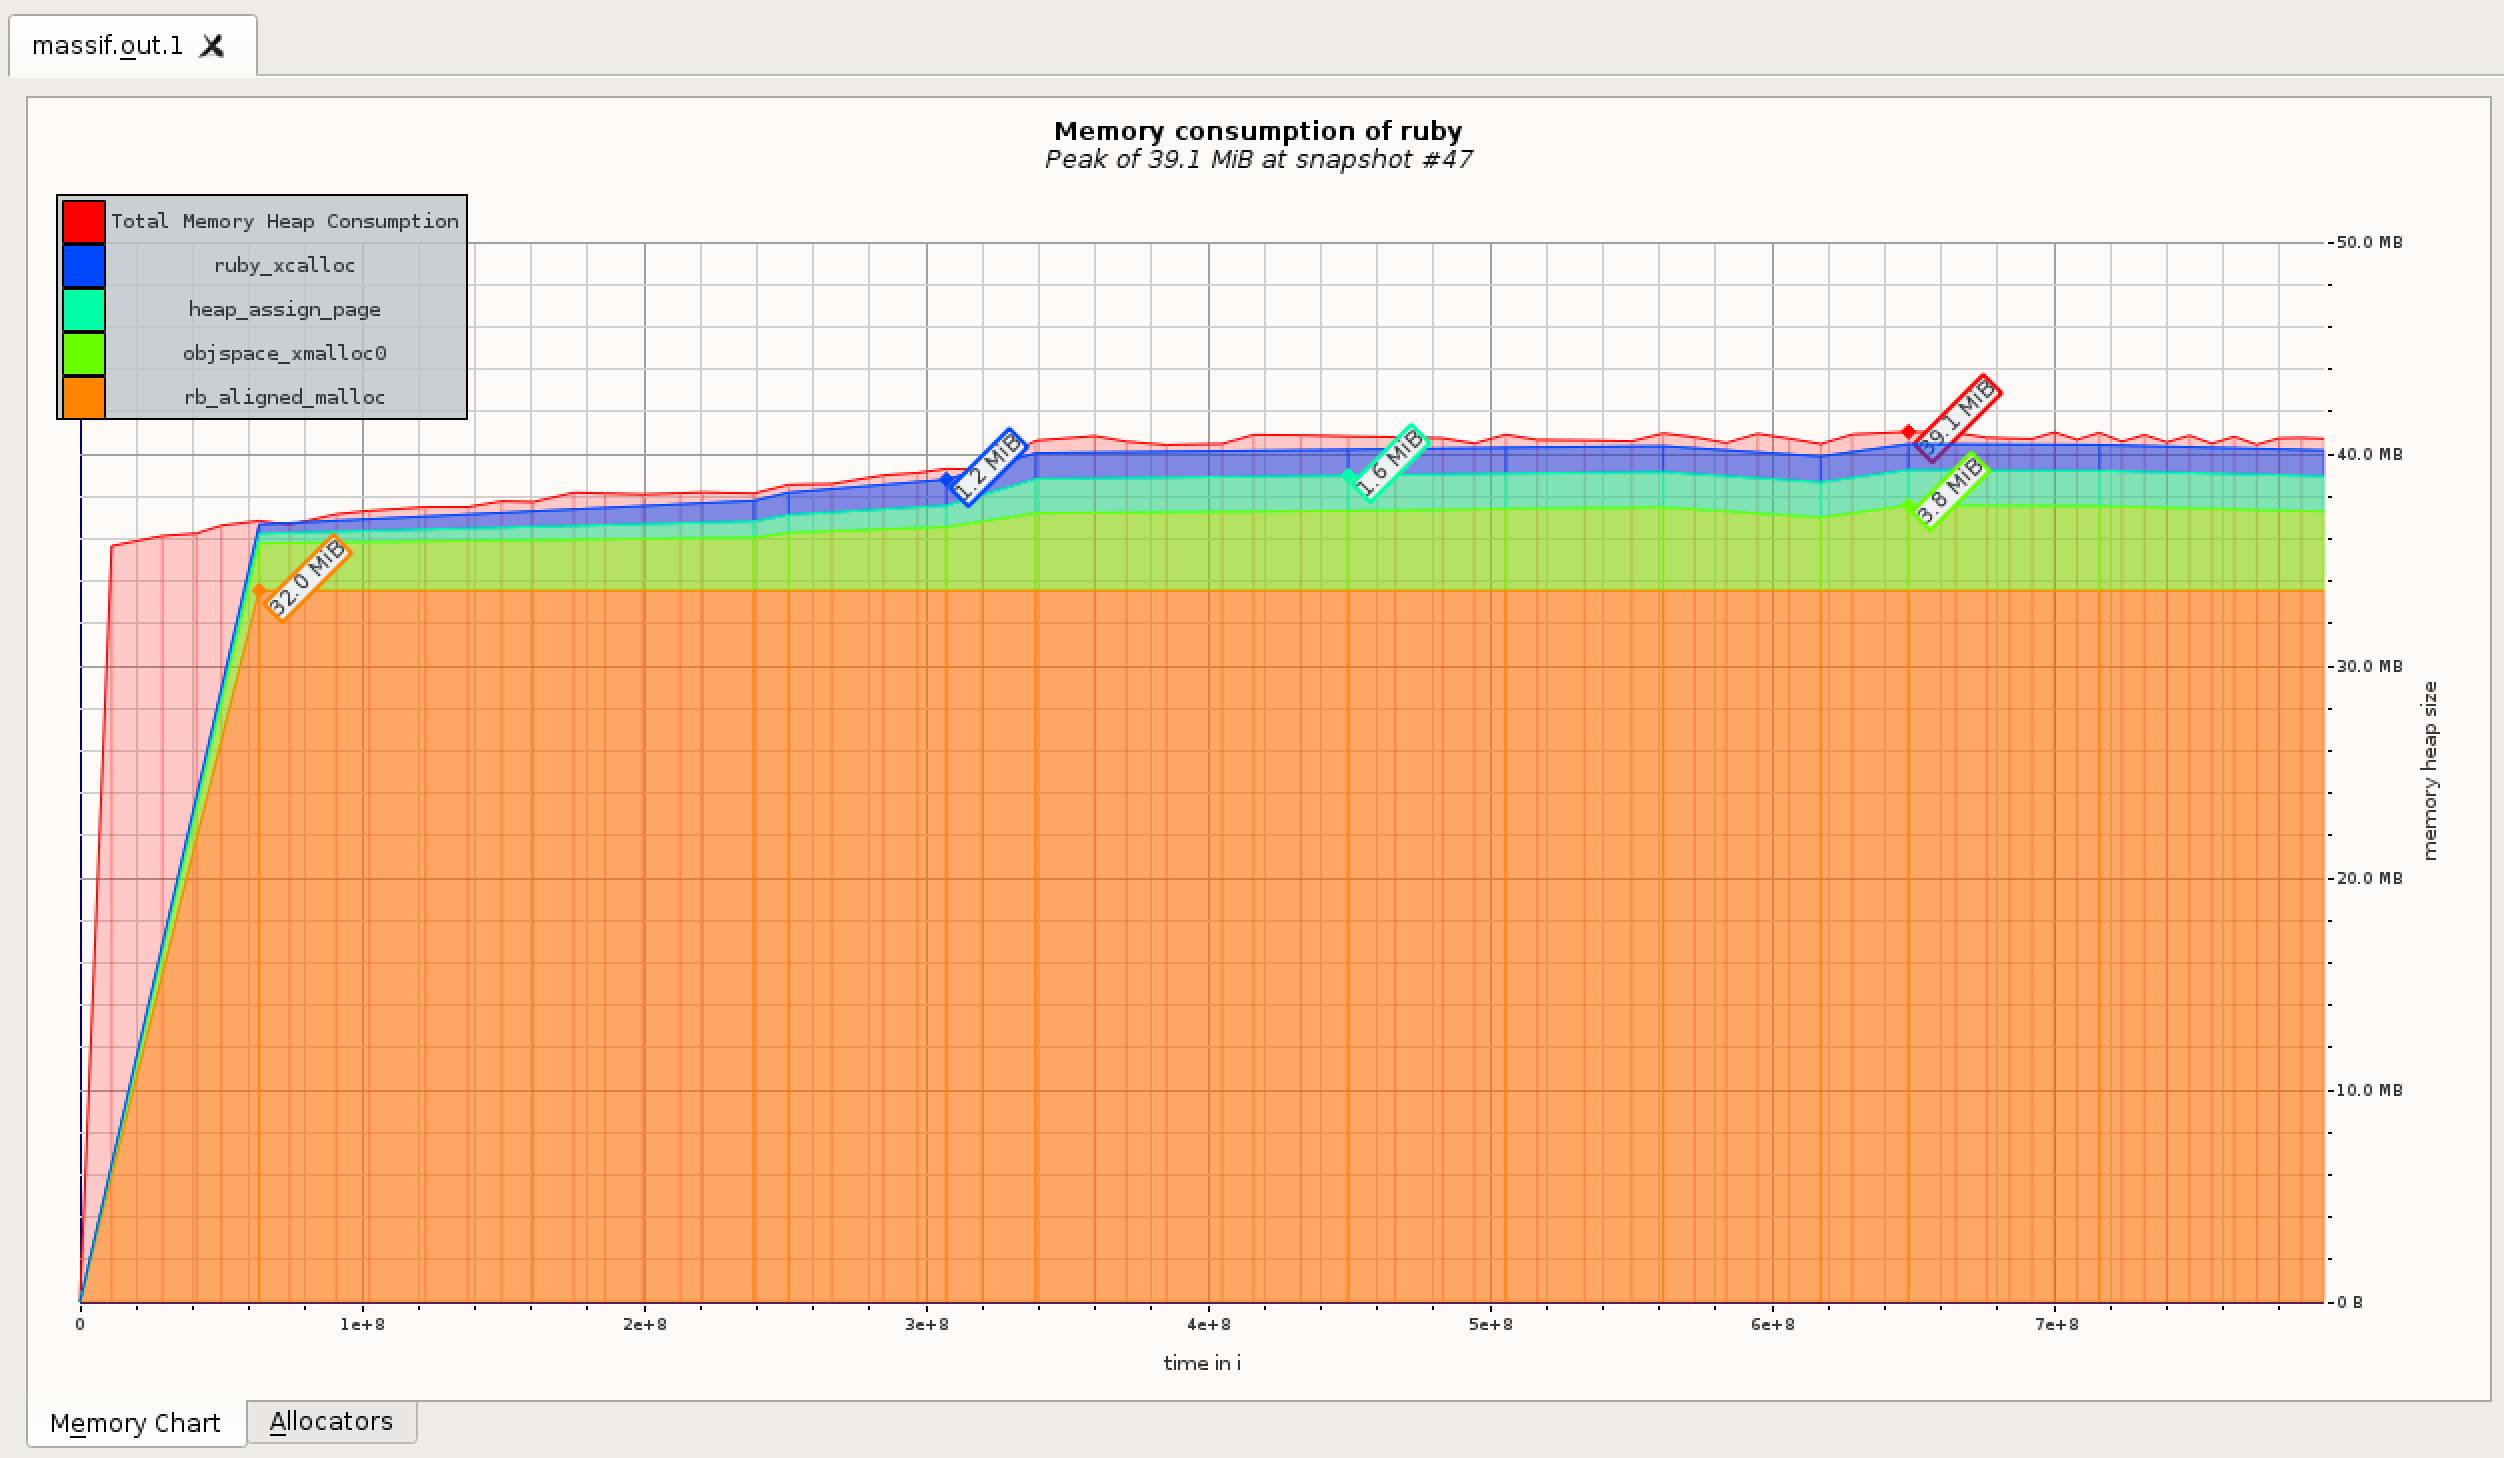 massif.out.1
Memory consumption of ruby
Peak of 39.1 MiB at snapshot #47
Total Memory Heap Consumption
ruby_xcalloc
heap_assign_page
objspace_xmalloc0
rb_aligned_malloc
50.0 MB
40.0 MB
30.0 MB
20.0 MB
10.0 MB
0 B
memory heap size
32.0 MiB
1.2 MiB
1.6 MiB
39.1 MiB
3.8 MiB
0
1e+8
2e+8
3e+8
4e+8
5e+8
6e+8
7e+8
time in i
Memory Chart
Allocators